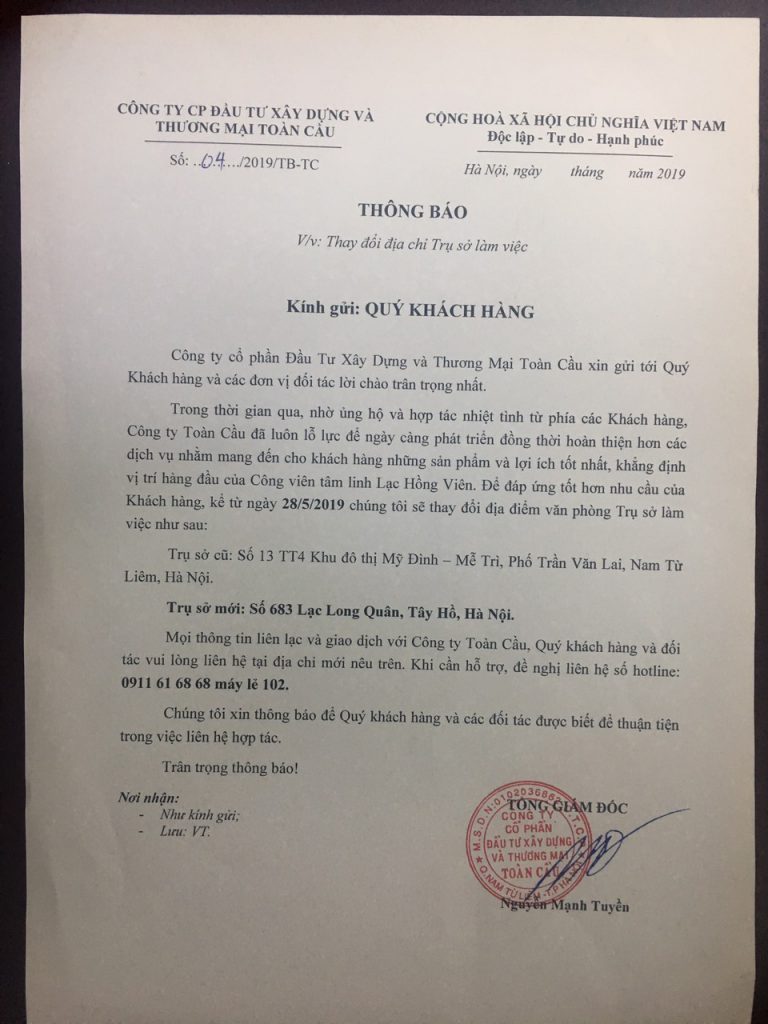 CÔNG TY CP ĐẦU TƯ XÂY DỰNG VÀ
THƯƠNG MẠI TOÀN CẦU
Số: ..04..../2019/TB-TC
CỘNG HOÀ XÃ HỘI CHỦ NGHĨA VIỆT NAM
Độc lập - Tự do - Hạnh phúc
Hà Nội, ngày tháng năm 2019
THÔNG BÁO
V/v: Thay đổi địa chỉ Trụ sở làm việc
Kính gửi: QUÝ KHÁCH HÀNG
Công ty cổ phần Đầu Tư Xây Dựng và Thương Mại Toàn Cầu xin gửi tới Quý
Khách hàng và các đơn vị đối tác lời chào trân trọng nhất.
Trong thời gian qua, nhờ ủng hộ và hợp tác nhiệt tình từ phía các Khách hàng,
Công ty Toàn Cầu đã luôn lỗ lực để ngày càng phát triển đồng thời hoàn thiện hơn các
dịch vụ nhằm mang đến cho khách hàng những sản phẩm và lợi ích tốt nhất, khẳng định
vị trí hàng đầu của Công viên tâm linh Lạc Hồng Viên. Để đáp ứng tốt hơn nhu cầu của
Khách hàng, kể từ ngày 28/5/2019 chúng tôi sẽ thay đổi địa điểm văn phòng Trụ sở làm
việc như sau:
Trụ sở cũ: Số 13 TT4 Khu đô thị Mỹ Đình – Mễ Trì, Phố Trần Văn Lai, Nam Từ
Liêm, Hà Nội.
Trụ sở mới: Số 683 Lạc Long Quân, Tây Hồ, Hà Nội.
Mọi thông tin liên lạc và giao dịch với Công ty Toàn Cầu, Quý khách hàng và đối
tác vui lòng liên hệ tại địa chỉ mới nêu trên. Khi cần hỗ trợ, đề nghị liên hệ số hotline:
0911 61 68 68 máy lẻ 102.
Chúng tôi xin thông báo để Quý khách hàng và các đối tác được biết để thuận tiện
trong việc liên hệ hợp tác.
Trân trọng thông báo!
Nơi nhận:
- Như kính gửi;
- Lưu: VT.
TỔNG GIÁM ĐỐC
CÔNG TY
CỔ PHẦN
ĐẦU TƯ XÂY DỰNG
VÀ THƯƠNG MẠI
TOÀN CẦU
Q.NAM TỪ LIÊM - T.P HÀ NỘI
Nguyễn Mạnh Tuyền